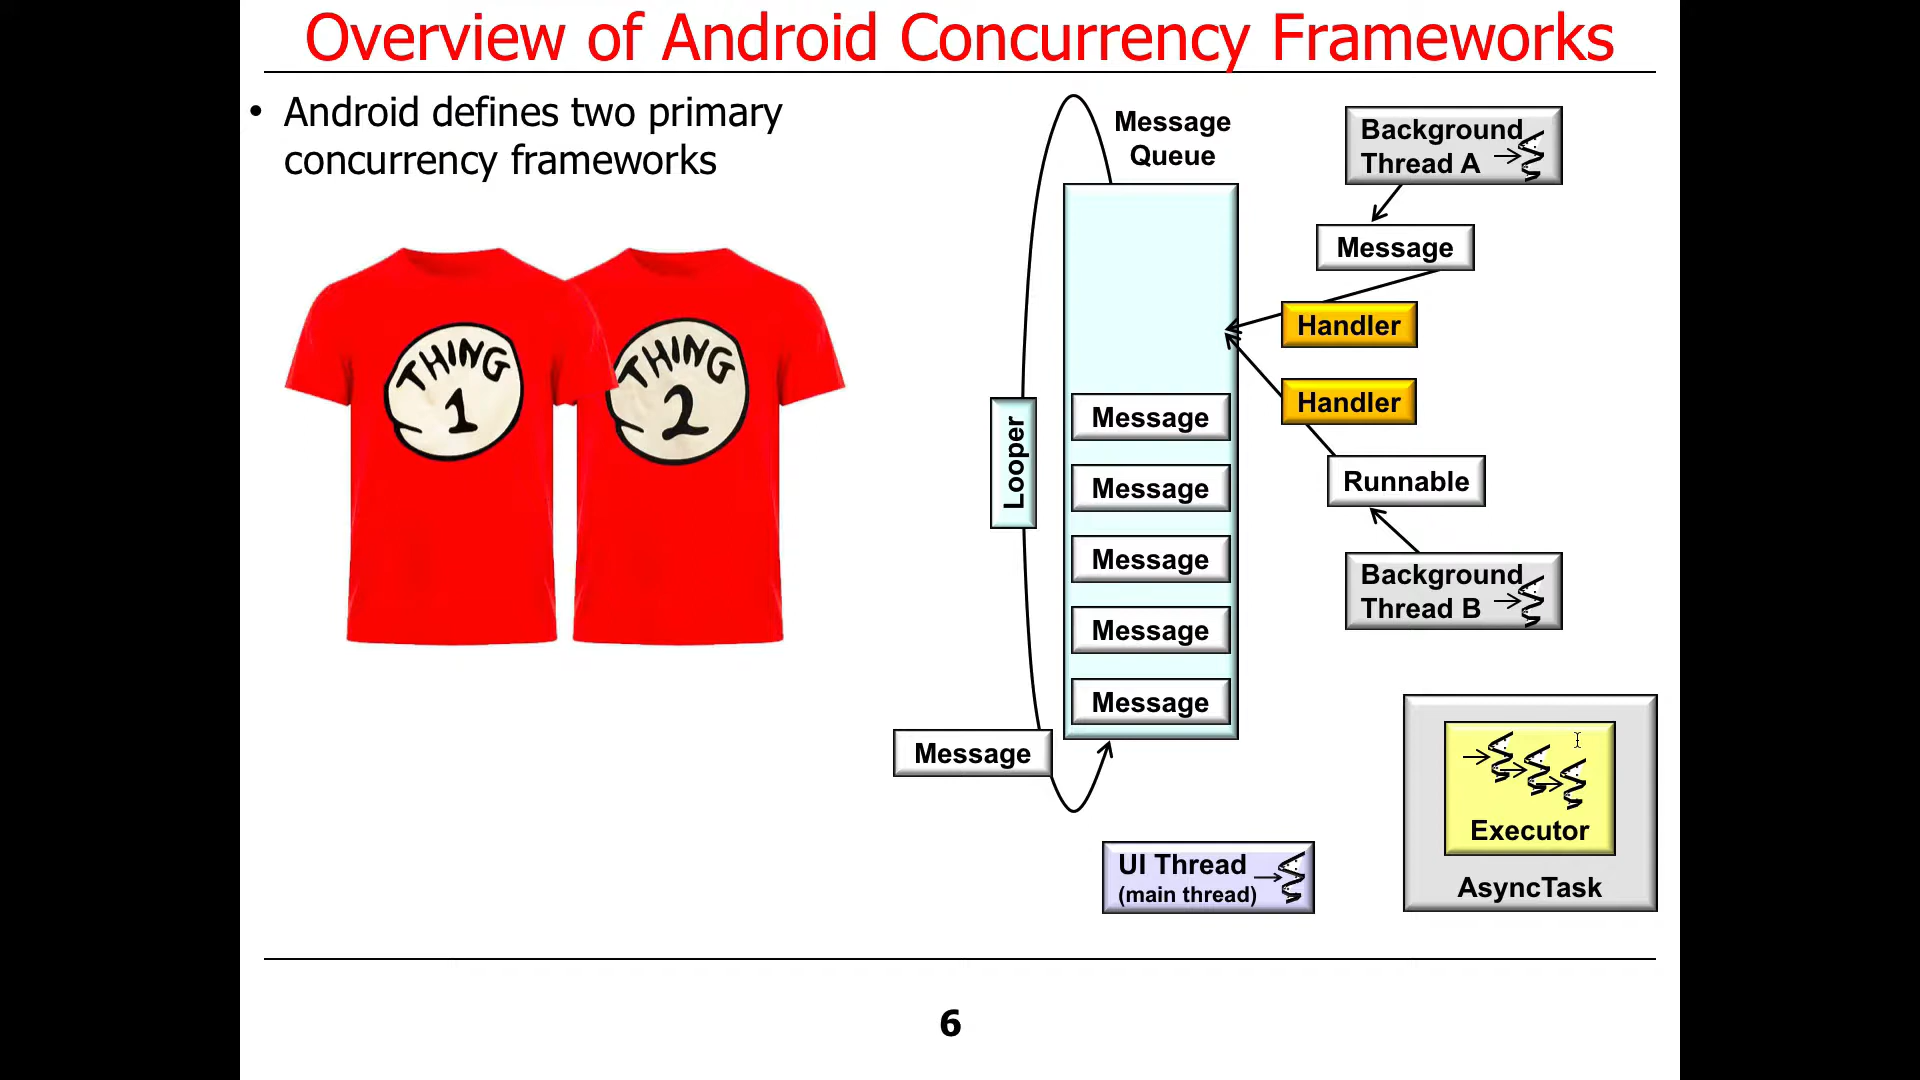 Overview of Android Concurrency Frameworks
• Android defines two primary
concurrency frameworks
THING
1
THING
2
Message
Queue
Looper
Message
Message
Message
Message
Message
Message
Background
Thread A
Message
Handler
Handler
Runnable
Background
Thread B
UI Thread
(main thread)
Executor
AsyncTask
6